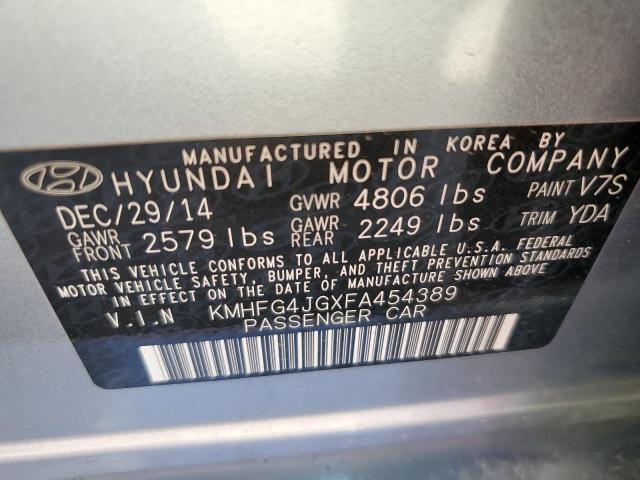 MANUFACTURED IN KOREA BY
HYUNDAI MOTOR COMPANY
DEC/29/14 GVWR 4806 lbs PAINT V7S
GAWR FRONT 2579 lbs GAWR REAR 2249 lbs TRIM YDA
THIS VEHICLE CONFORMS TO ALL APPLICABLE U.S.A. FEDERAL
MOTOR VEHICLE SAFETY, BUMPER, AND THEFT PREVENTION STANDARDS
IN EFFECT ON THE DATE OF MANUFACTURE SHOWN ABOVE.
V.I.N KMHFG4JGXFA454389
PASSENGER CAR